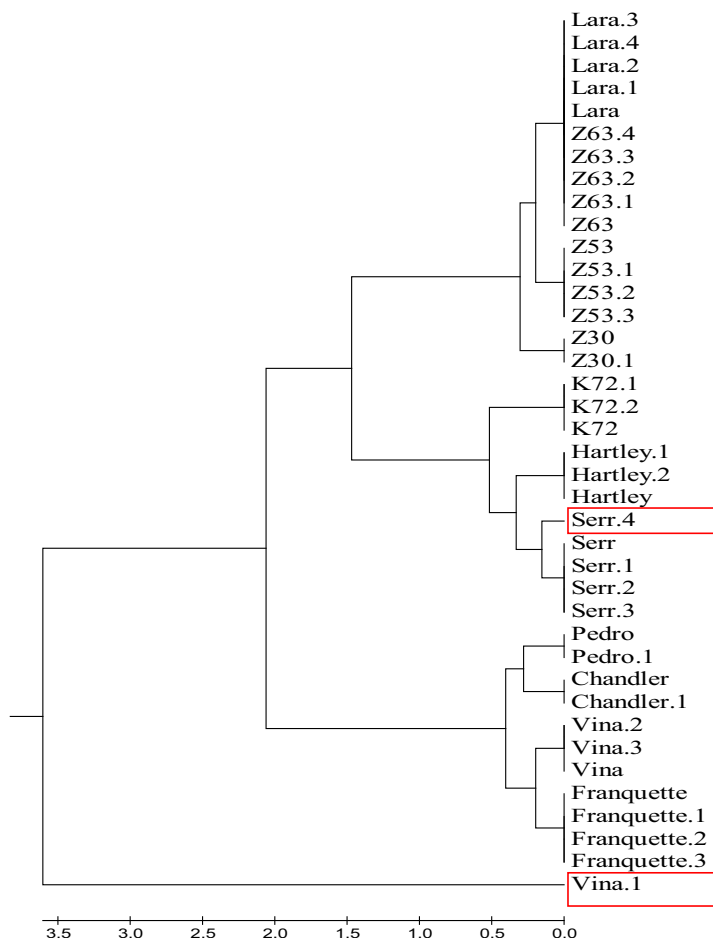 Lara.3
Lara.4
Lara.2
Lara.1
Lara
Z63.4
Z63.3
Z63.2
Z63.1
Z63
Z53
Z53.1
Z53.2
Z53.3
Z30
Z30.1
K72.1
K72.2
K72
Hartley.1
Hartley.2
Hartley
Serr.4
Serr
Serr.1
Serr.2
Serr.3
Pedro
Pedro.1
Chandler
Chandler.1
Vina.2
Vina.3
Vina
Franquette
Franquette.1
Franquette.2
Franquette.3
Vina.1
3.5 3.0 2.5 2.0 1.5 1.0 0.5 0.0